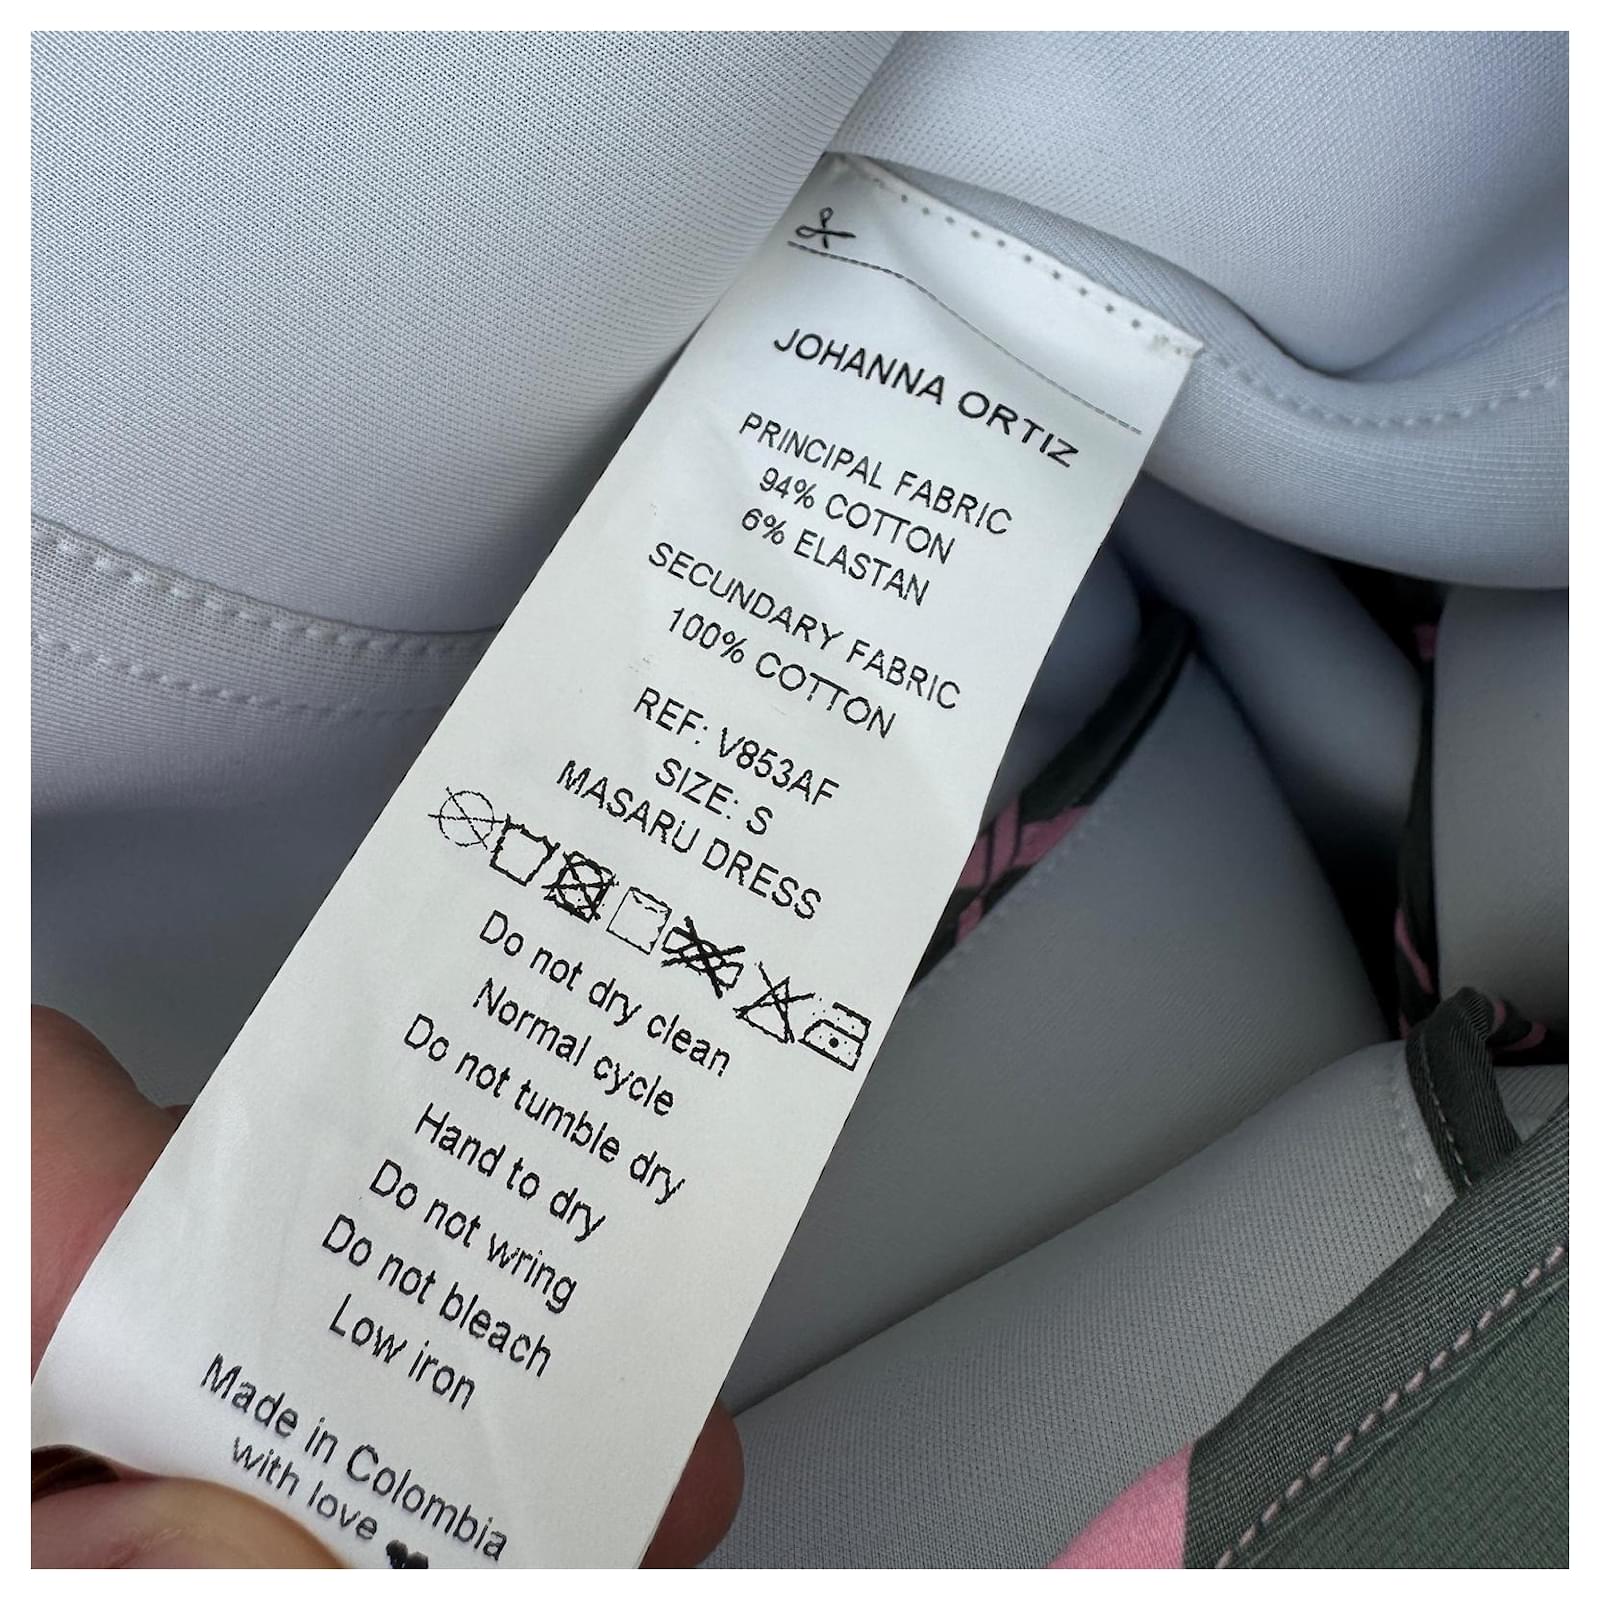 JOHANNA ORTIZ
PRINCIPAL FABRIC
94% COTTON
6% ELASTAN
SECUNDARY FABRIC
100% COTTON
REF: V853AF
SIZE: S
MASARU DRESS
Do not dry clean
Normal cycle
Do not tumble dry
Hand to dry
Do not wring
Do not bleach
Low iron
Made in Colombia
with love